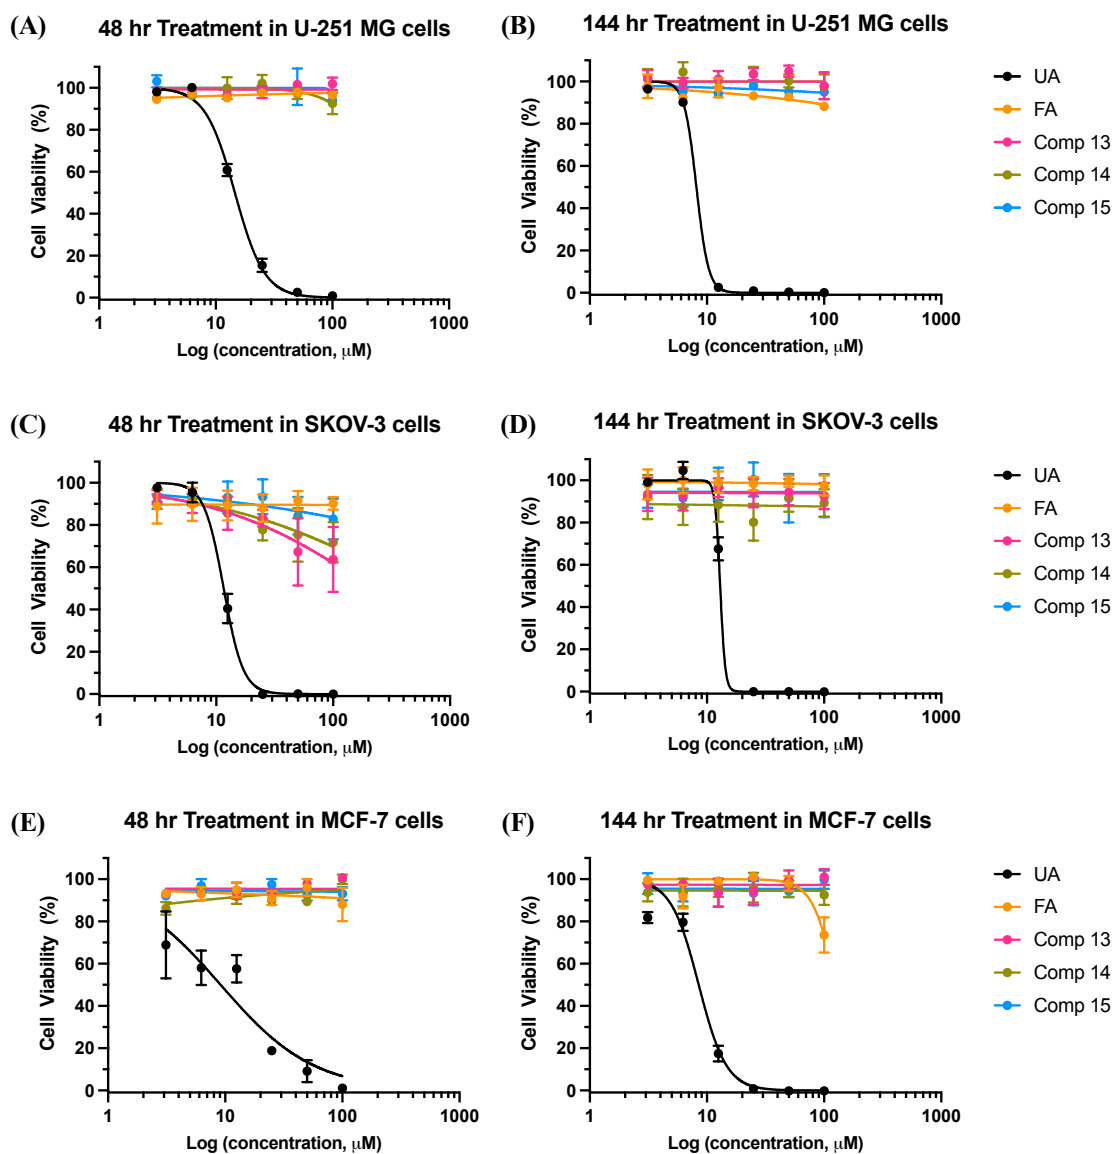 (A) 48 hr Treatment in U-251 MG cells
Cell Viability (%)
100
80
60
40
20
0
1 10 100 1000
Log (concentration, μM)
(B) 144 hr Treatment in U-251 MG cells
Cell Viability (%)
100
80
60
40
20
0
1 10 100 1000
Log (concentration, μM)
UA
FA
Comp 13
Comp 14
Comp 15
(C) 48 hr Treatment in SKOV-3 cells
Cell Viability (%)
100
80
60
40
20
0
1 10 100 1000
Log (concentration, μM)
(D) 144 hr Treatment in SKOV-3 cells
Cell Viability (%)
100
80
60
40
20
0
1 10 100 1000
Log (concentration, μM)
UA
FA
Comp 13
Comp 14
Comp 15
(E) 48 hr Treatment in MCF-7 cells
Cell Viability (%)
100
80
60
40
20
0
1 10 100 1000
Log (concentration, μM)
(F) 144 hr Treatment in MCF-7 cells
Cell Viability (%)
100
80
60
40
20
0
1 10 100 1000
Log (concentration, μM)
UA
FA
Comp 13
Comp 14
Comp 15